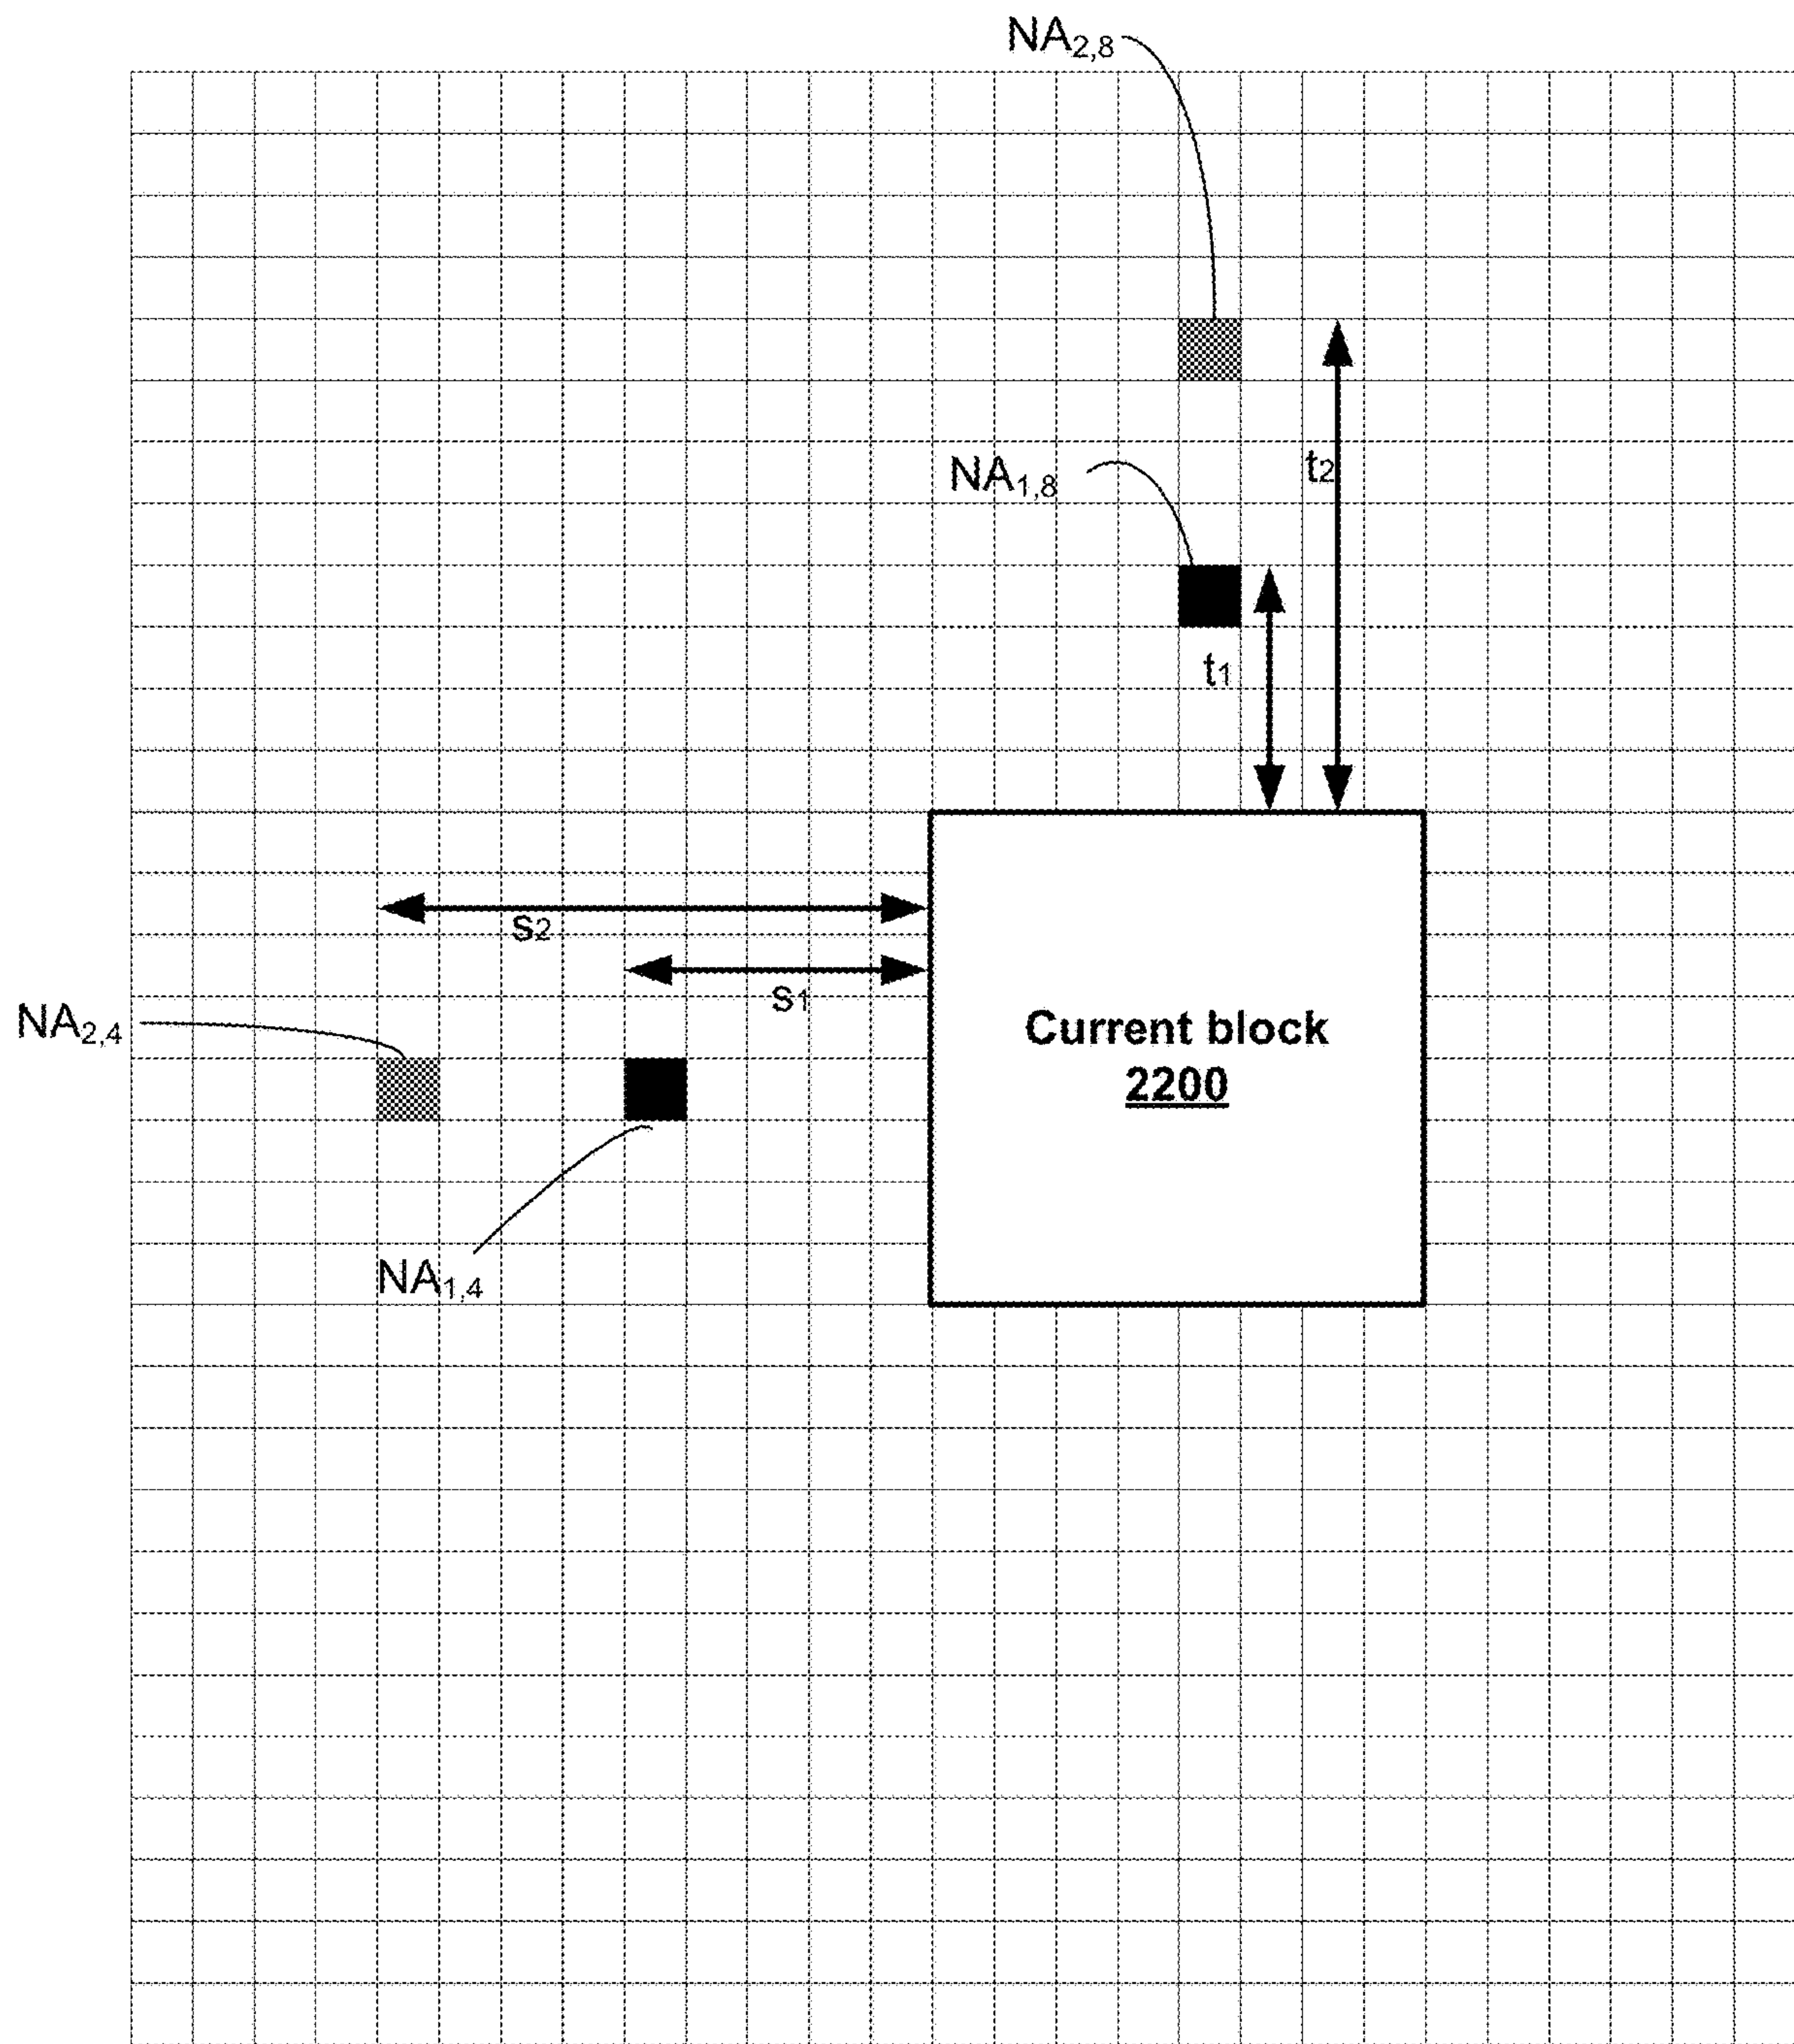 NA2,8
NA1,8
t2
t1
s2
s1
NA2,4
Current block
2200
NA1,4